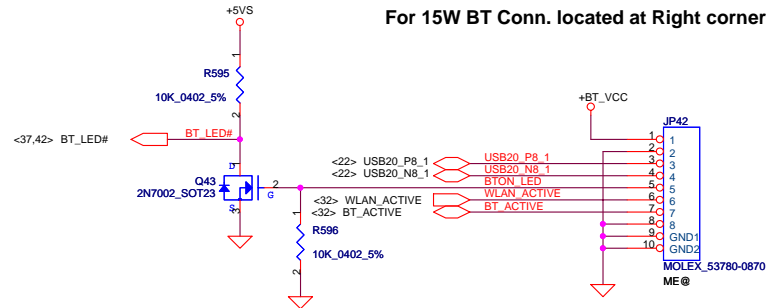 For 15W BT Conn. located at Right corner
+5VS
1
R595
10K_0402_5%
2
+BT_VCC
JP42
<37,42> BT_LED#
BT_LED#
1 1
2 2
<22> USB20_P8_1
USB20_P8_1
3 3
<22> USB20_N8_1
USB20_N8_1
4 4
D
1
Q43
2N7002_SOT23
2
G
S
3
BTON_LED
5 5
<32> WLAN_ACTIVE
WLAN_ACTIVE
6 6
<32> BT_ACTIVE
BT_ACTIVE
7 7
8 8
9 GND1
10 GND2
1
R596
10K_0402_5%
2
MOLEX_53780-0870
ME@